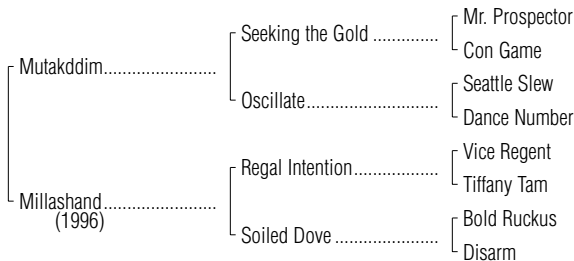 Mr. Prospector
Seeking the Gold ..............
Con Game
Mutakddim........................
Seattle Slew
Oscillate............................
Dance Number
Vice Regent
Regal Intention..................
Tiffany Tam
Millashand ........................
(1996)
Bold Ruckus
Soiled Dove ......................
Disarm